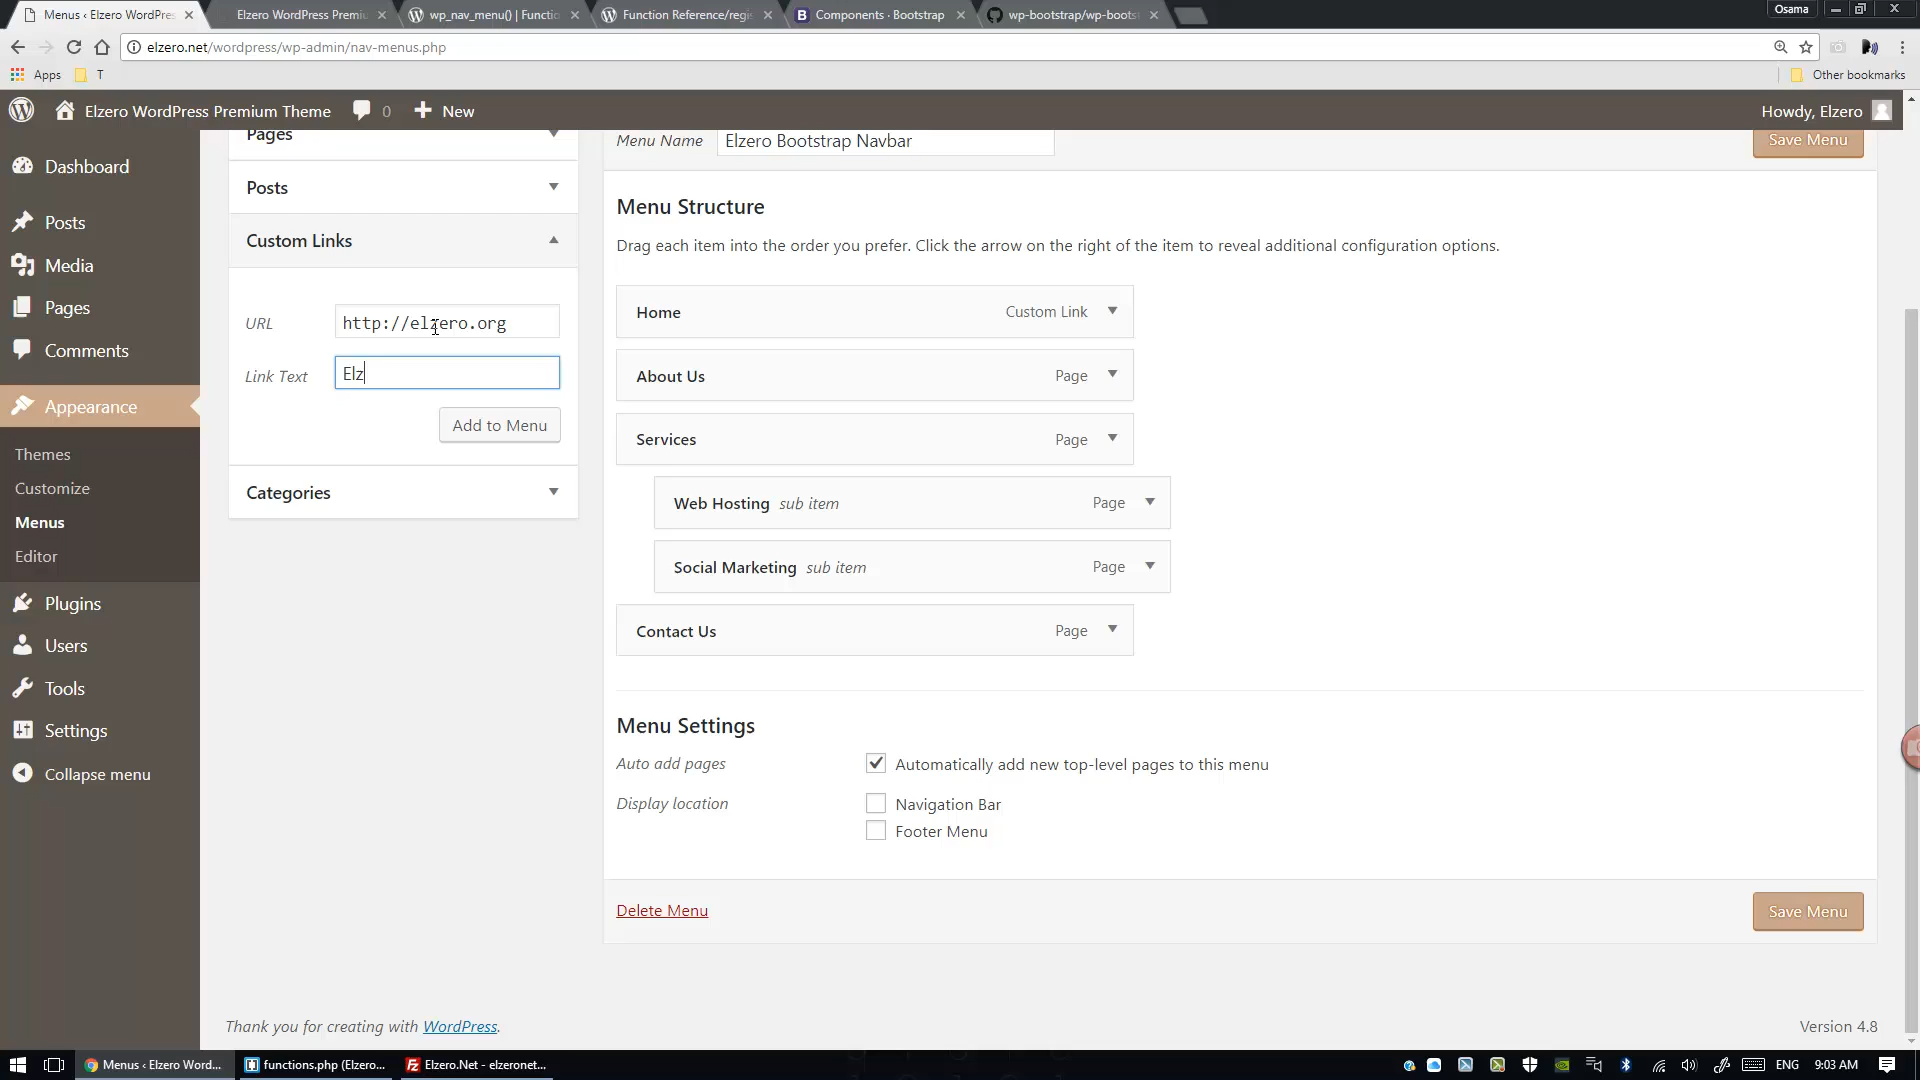 Menus ‹ Elzero WordPres
Elzero WordPress Premiu
wp_nav_menu() | Functio
Function Reference/regis
Components · Bootstrap
wp-bootstrap/wp-bootst
Osama
elzero.net/wordpress/wp-admin/nav-menus.php
Apps
T
Other bookmarks
Elzero WordPress Premium Theme
0
New
Howdy, Elzero
Dashboard
Posts
Media
Pages
Comments
Appearance
Themes
Customize
Menus
Editor
Plugins
Users
Tools
Settings
Collapse menu
Pages
Posts
Custom Links
URL
http://elzero.org
Link Text
Elz
Add to Menu
Categories
Menu Name
Elzero Bootstrap Navbar
Save Menu
Menu Structure
Drag each item into the order you prefer. Click the arrow on the right of the item to reveal additional configuration options.
Home Custom Link
About Us Page
Services Page
Web Hosting sub item Page
Social Marketing sub item Page
Contact Us Page
Menu Settings
Auto add pages
Automatically add new top-level pages to this menu
Display location
Navigation Bar
Footer Menu
Delete Menu
Save Menu
Thank you for creating with WordPress.
Version 4.8
Menus ‹ Elzero Word...
functions.php (Elzero...
Elzero.Net - elzeronet...
ENG
9:03 AM